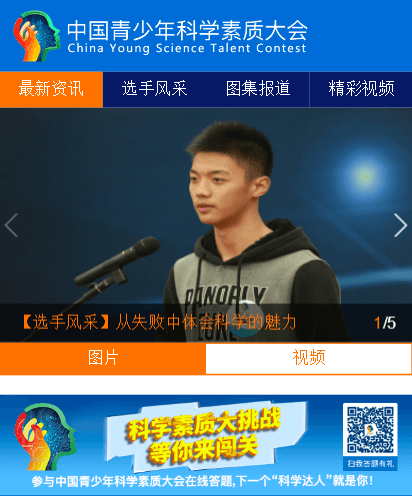 中国青少年科学素质大会
China Young Science Talent Contest
最新资讯 选手风采 图集报道 精彩视频
PANOPLY
【选手风采】从失败中体会科学的魅力 1/5
图片 视频
科学素质大挑战
等你来闯关
扫我答题有礼
参与中国青少年科学素质大会在线答题,下一个“科学达人”就是你!